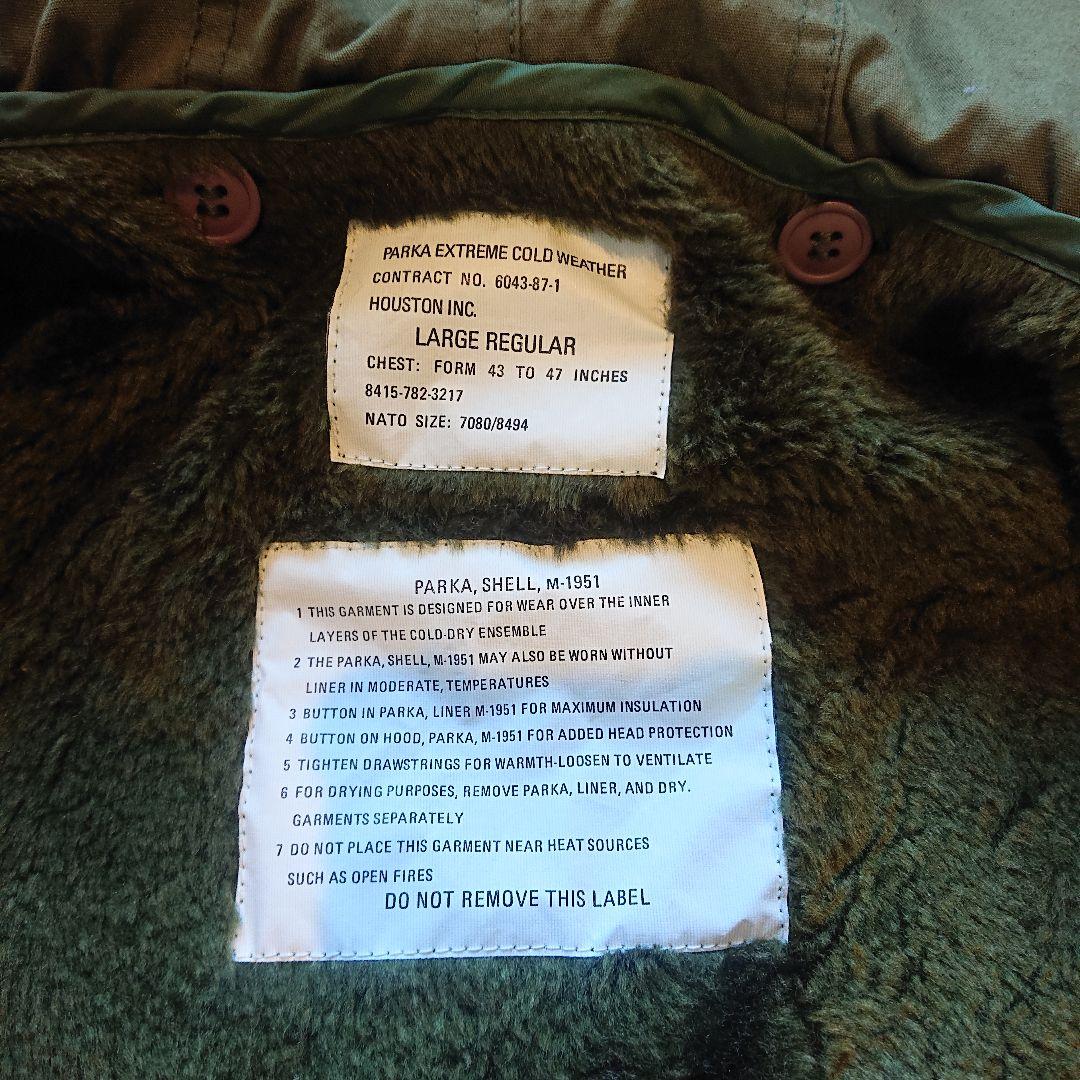 PARKA EXTREME COLD WEATHER
CONTRACT NO. 6043-87-1
HOUSTON INC.
LARGE REGULAR
CHEST: FORM 43 TO 47 INCHES
8415-782-3217
NATO SIZE: 7080/8494
PARKA, SHELL, M-1951
1 THIS GARMENT IS DESIGNED FOR WEAR OVER THE INNER
LAYERS OF THE COLD-DRY ENSEMBLE
2 THE PARKA, SHELL, M-1951 MAY ALSO BE WORN WITHOUT
LINER IN MODERATE, TEMPERATURES
3 BUTTON IN PARKA, LINER M-1951 FOR MAXIMUM INSULATION
4 BUTTON ON HOOD, PARKA, M-1951 FOR ADDED HEAD PROTECTION
5 TIGHTEN DRAWSTRINGS FOR WARMTH-LOOSEN TO VENTILATE
6 FOR DRYING PURPOSES, REMOVE PARKA, LINER, AND DRY.
GARMENTS SEPARATELY
7 DO NOT PLACE THIS GARMENT NEAR HEAT SOURCES
SUCH AS OPEN FIRES
DO NOT REMOVE THIS LABEL